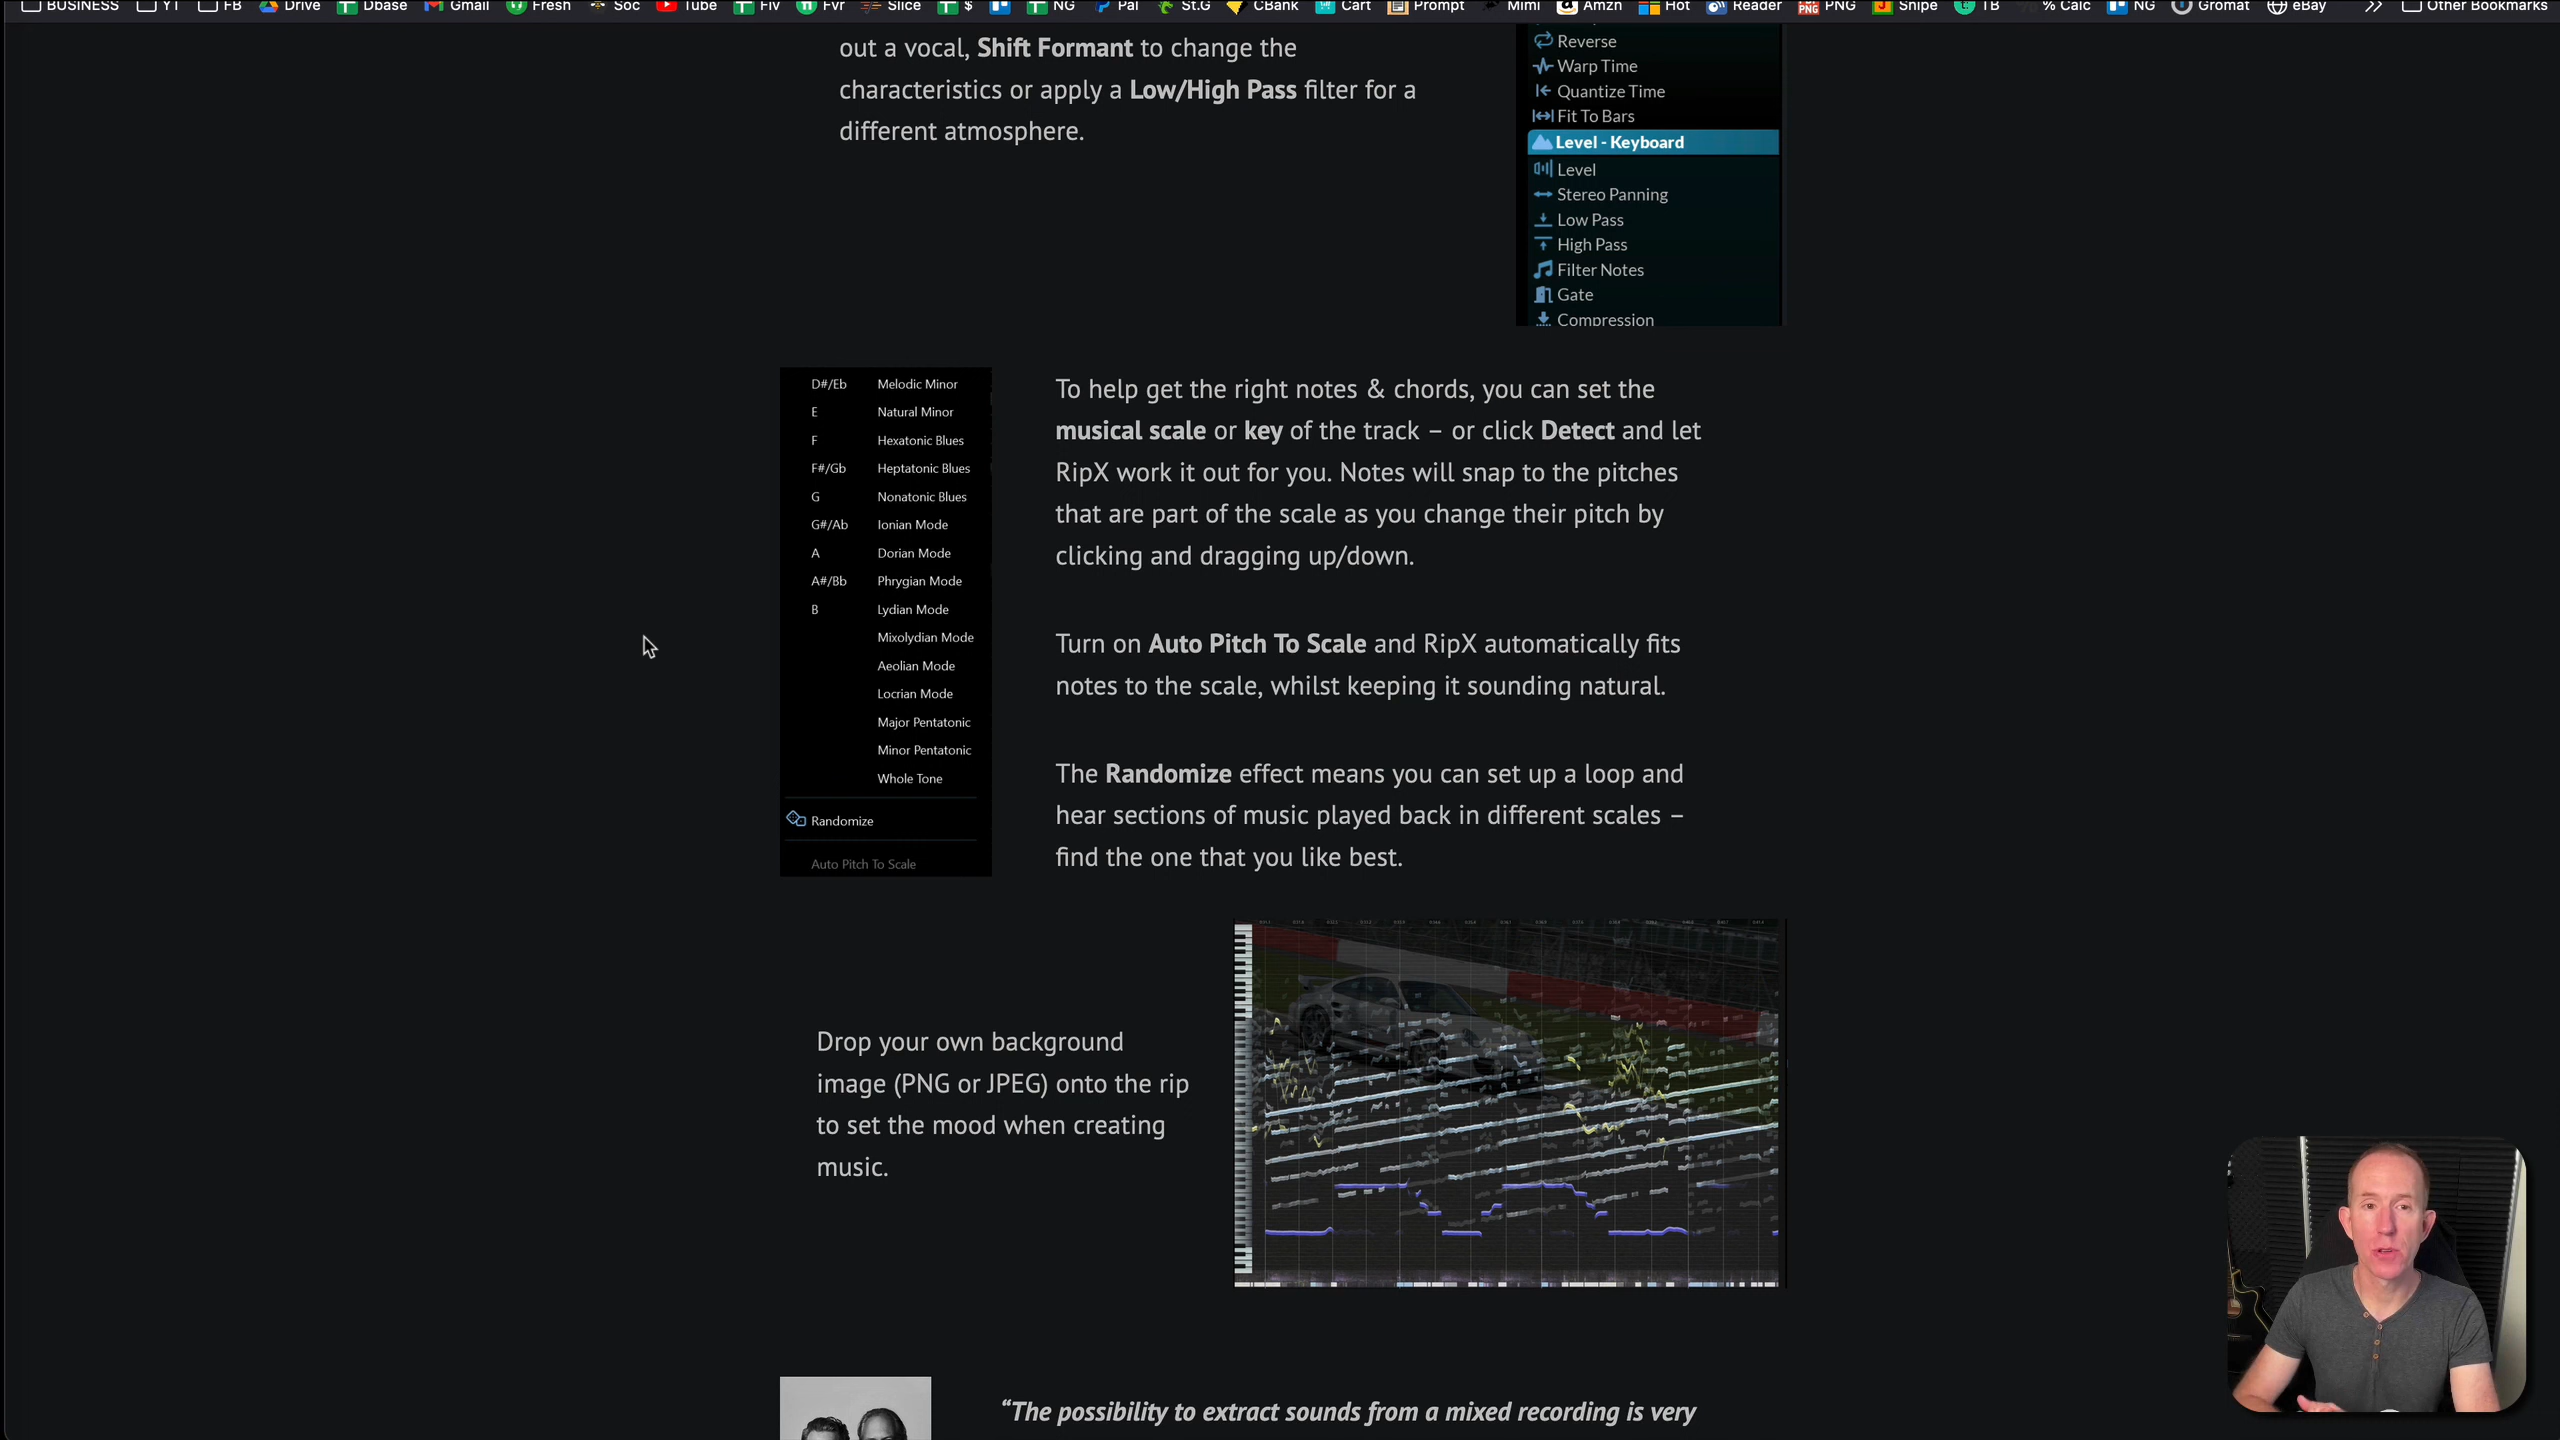 BUSINESS YT FB Drive Dbase Gmail Fresh Soc Tube Fiv Fvr Slice $ NG Pal St.G CBank Cart Prompt Mimi Amzn Hot Reader PNG Snipe TB % Calc NG Gromat eBay Other Bookmarks
out a vocal, Shift Formant to change the
characteristics or apply a Low/High Pass filter for a
different atmosphere.
Reverse
Warp Time
Quantize Time
Fit To Bars
Level - Keyboard
Level
Stereo Panning
Low Pass
High Pass
Filter Notes
Gate
Compression
D#/Eb Melodic Minor
E Natural Minor
F Hexatonic Blues
F#/Gb Heptatonic Blues
G Nonatonic Blues
G#/Ab Ionian Mode
A Dorian Mode
A#/Bb Phrygian Mode
B Lydian Mode
Mixolydian Mode
Aeolian Mode
Locrian Mode
Major Pentatonic
Minor Pentatonic
Whole Tone
Randomize
Auto Pitch To Scale
To help get the right notes & chords, you can set the
musical scale or key of the track – or click Detect and let
RipX work it out for you. Notes will snap to the pitches
that are part of the scale as you change their pitch by
clicking and dragging up/down.
Turn on Auto Pitch To Scale and RipX automatically fits
notes to the scale, whilst keeping it sounding natural.
The Randomize effect means you can set up a loop and
hear sections of music played back in different scales –
find the one that you like best.
Drop your own background
image (PNG or JPEG) onto the rip
to set the mood when creating
music.
“The possibility to extract sounds from a mixed recording is very